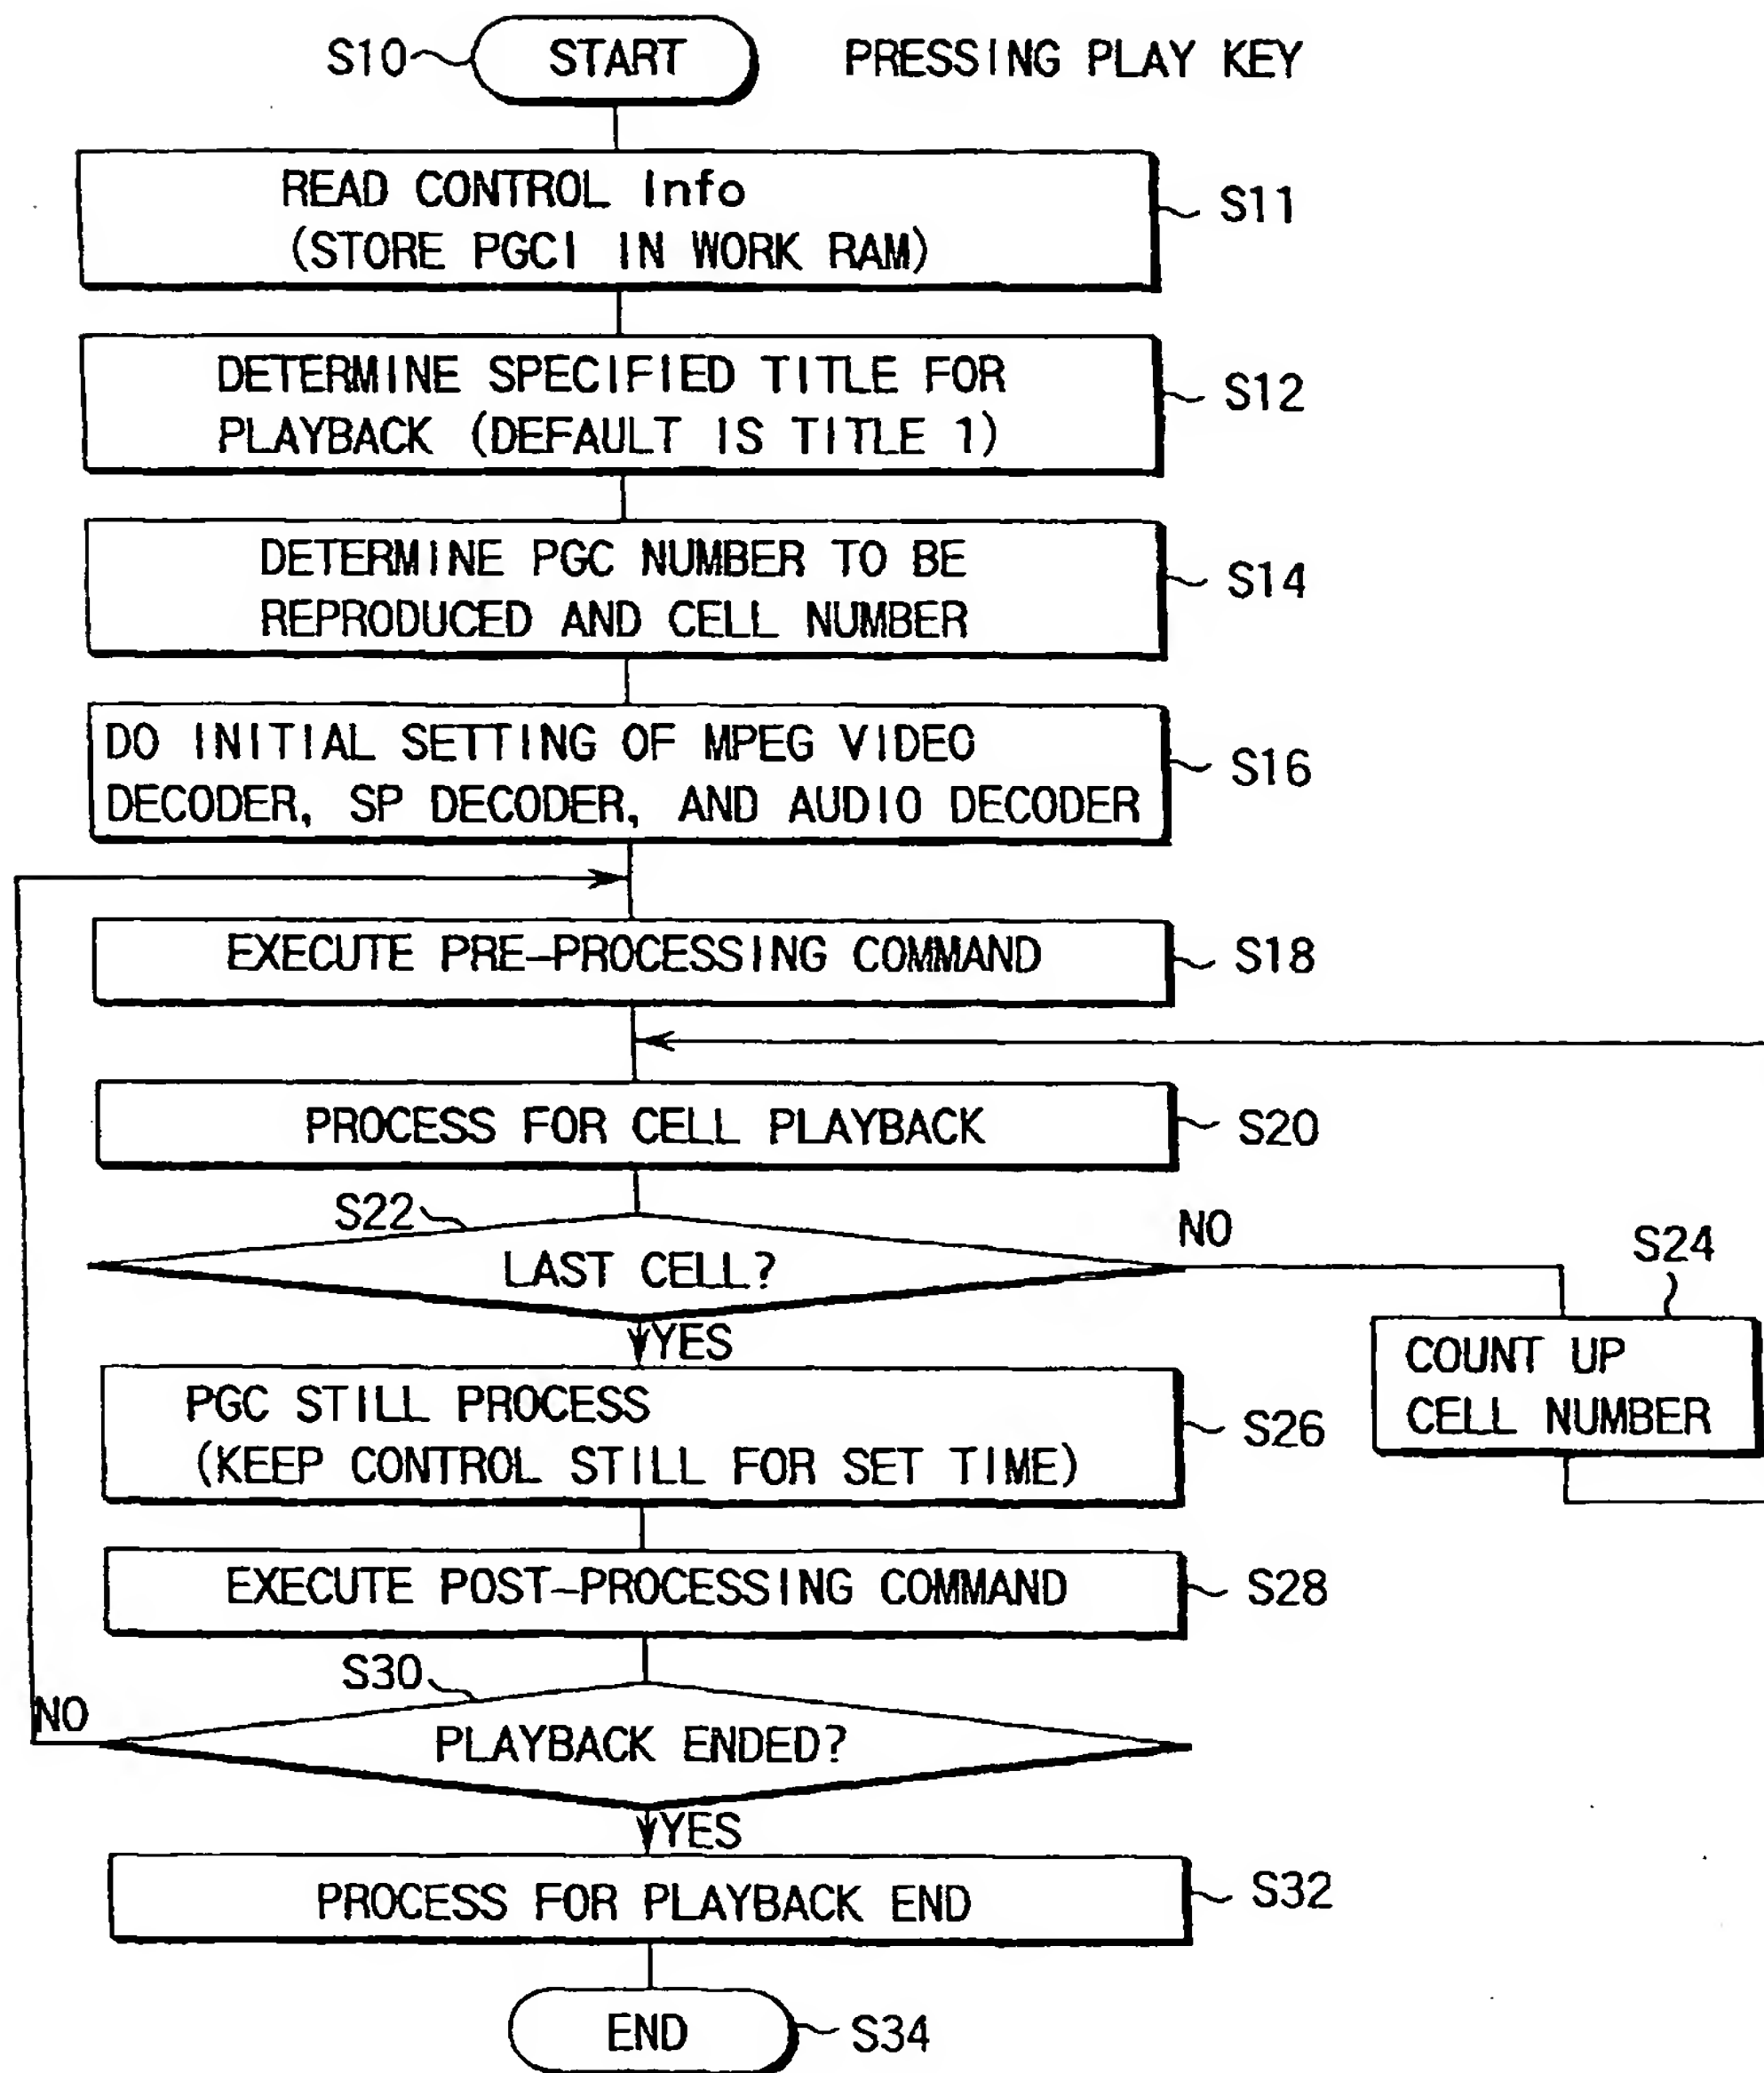 S10 START PRESSING PLAY KEY
READ CONTROL Info
(STORE PGCI IN WORK RAM)
S11
DETERMINE SPECIFIED TITLE FOR
PLAYBACK (DEFAULT IS TITLE 1)
S12
DETERMINE PGC NUMBER TO BE
REPRODUCED AND CELL NUMBER
S14
DO INITIAL SETTING OF MPEG VIDEO
DECODER, SP DECODER, AND AUDIO DECODER
S16
EXECUTE PRE-PROCESSING COMMAND
S18
PROCESS FOR CELL PLAYBACK
S20
S22
LAST CELL?
NO
S24
COUNT UP
CELL NUMBER
YES
PGC STILL PROCESS
(KEEP CONTROL STILL FOR SET TIME)
S26
EXECUTE POST-PROCESSING COMMAND
S28
S30
NO
PLAYBACK ENDED?
YES
PROCESS FOR PLAYBACK END
S32
END
S34